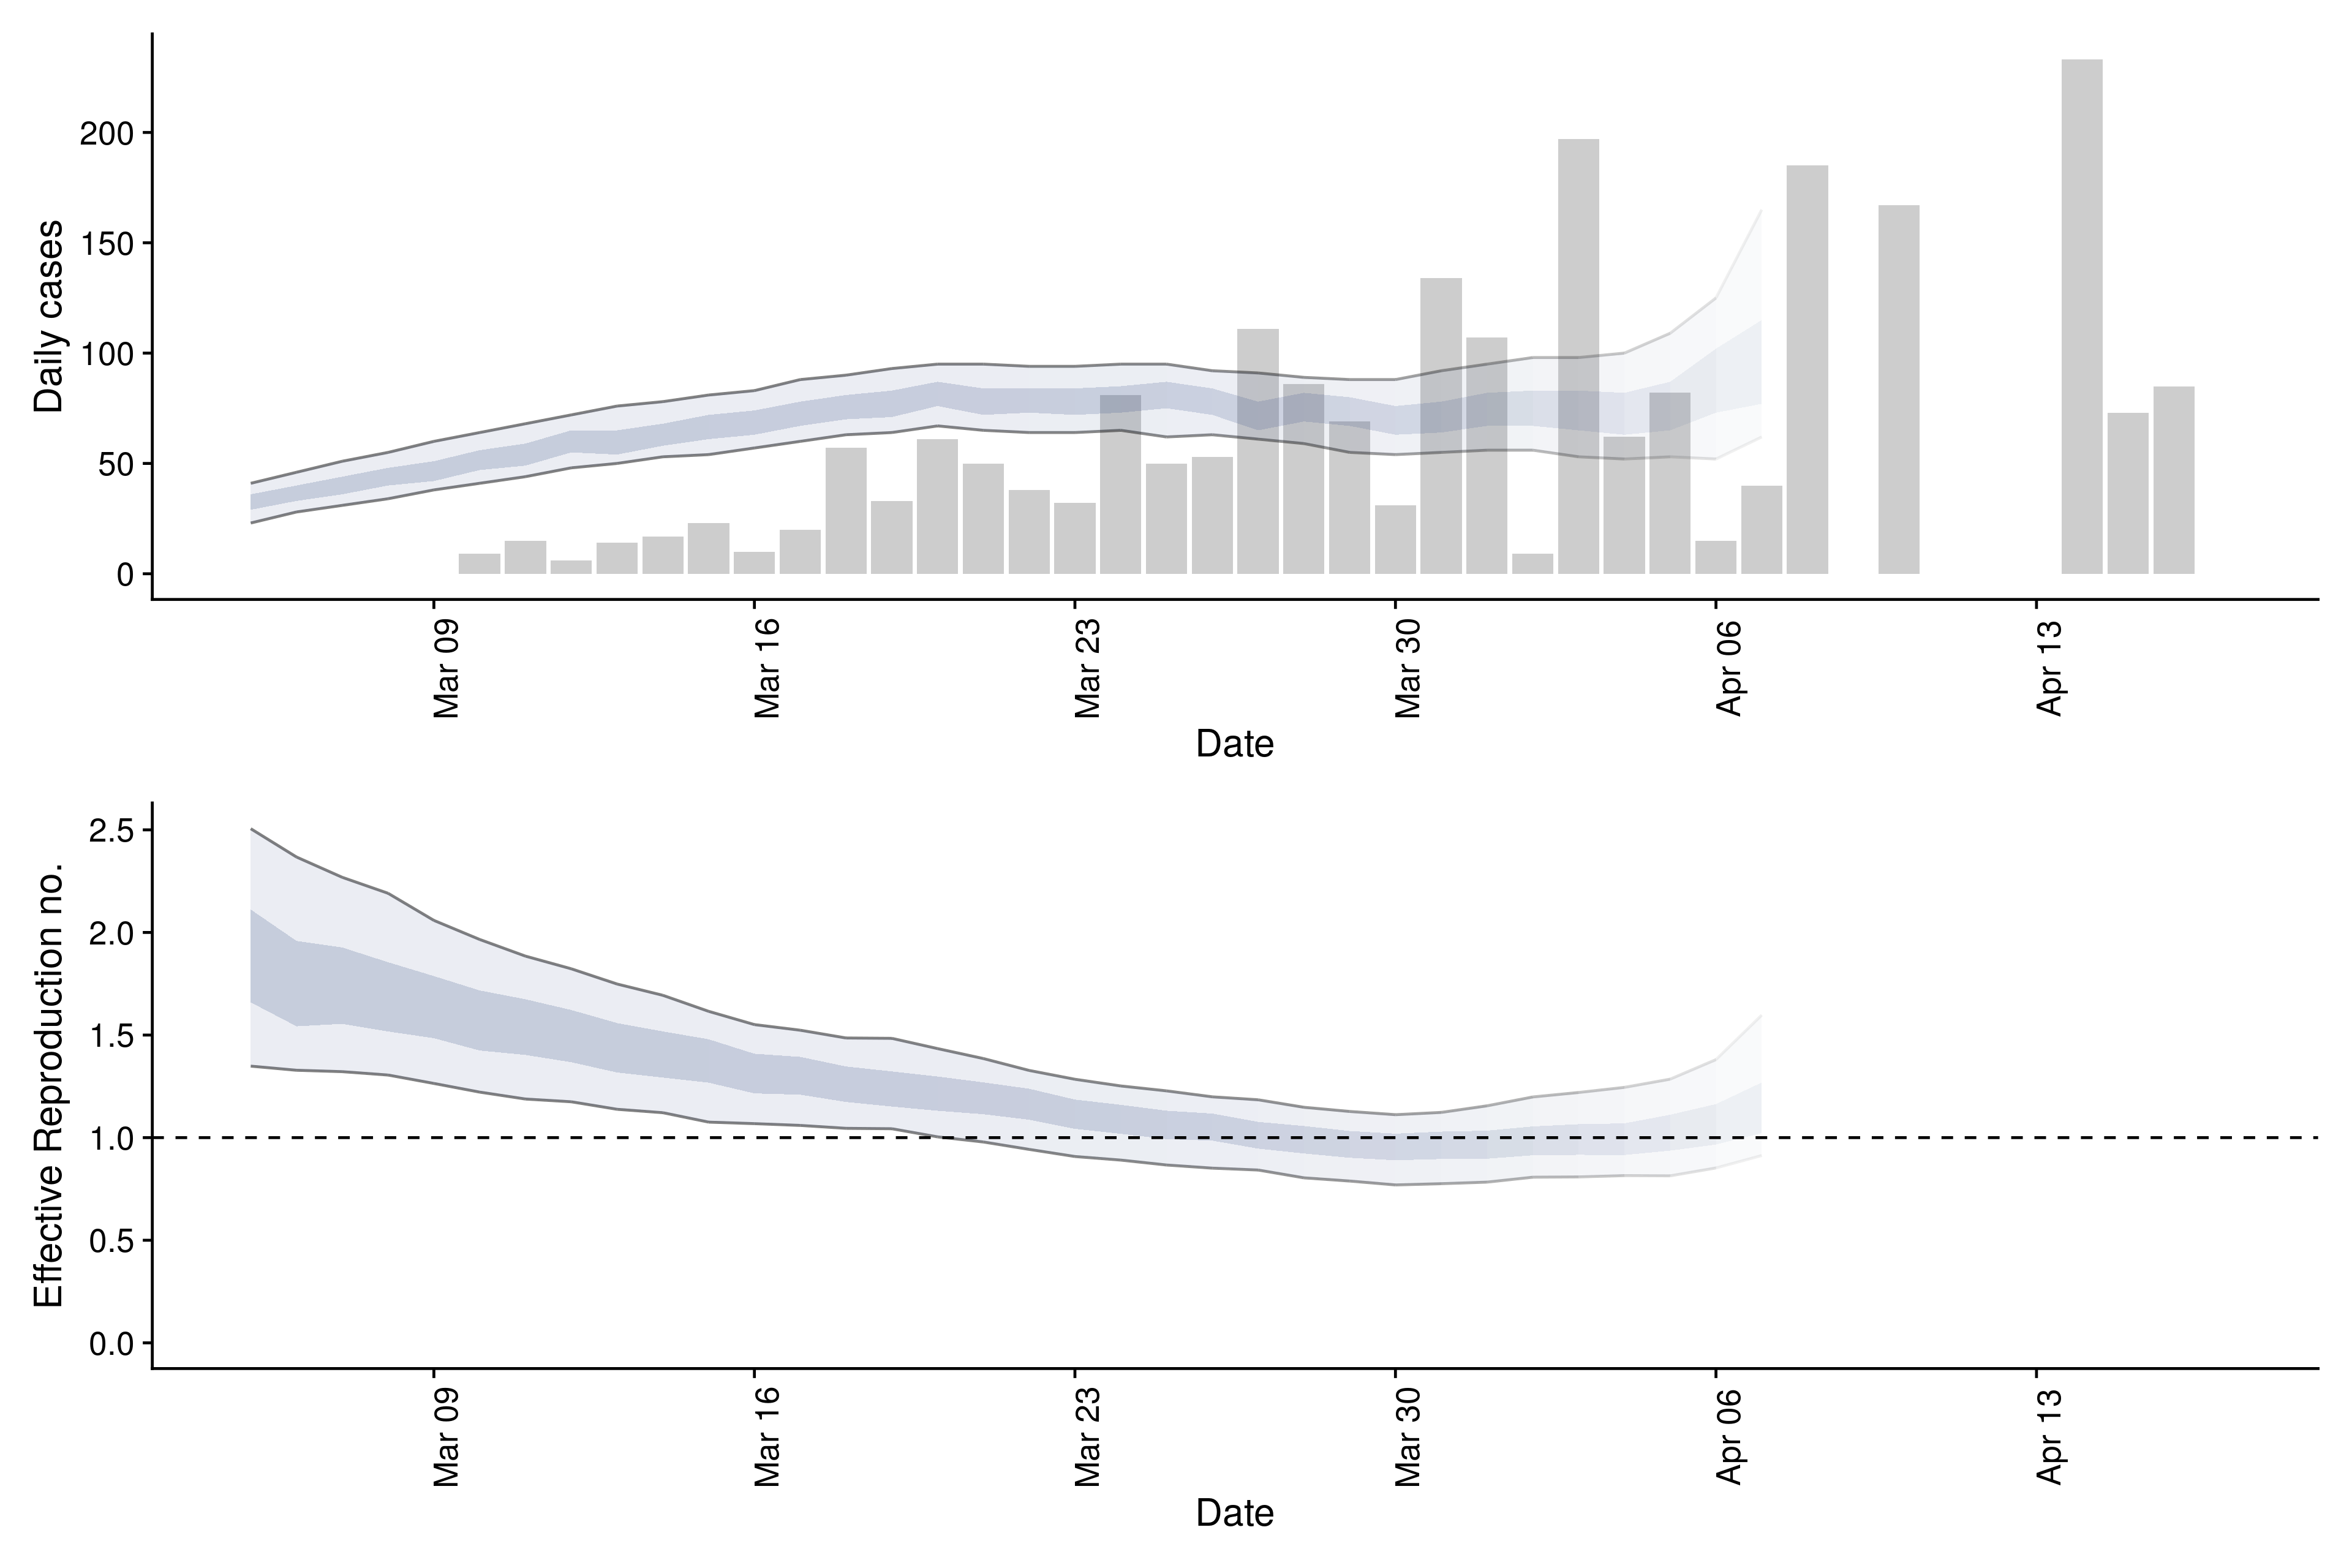 Daily cases
200
150
100
50
0
Mar 09
Mar 16
Mar 23
Mar 30
Apr 06
Apr 13
Date
Effective Reproduction no.
2.5
2.0
1.5
1.0
0.5
0.0
Mar 09
Mar 16
Mar 23
Mar 30
Apr 06
Apr 13
Date